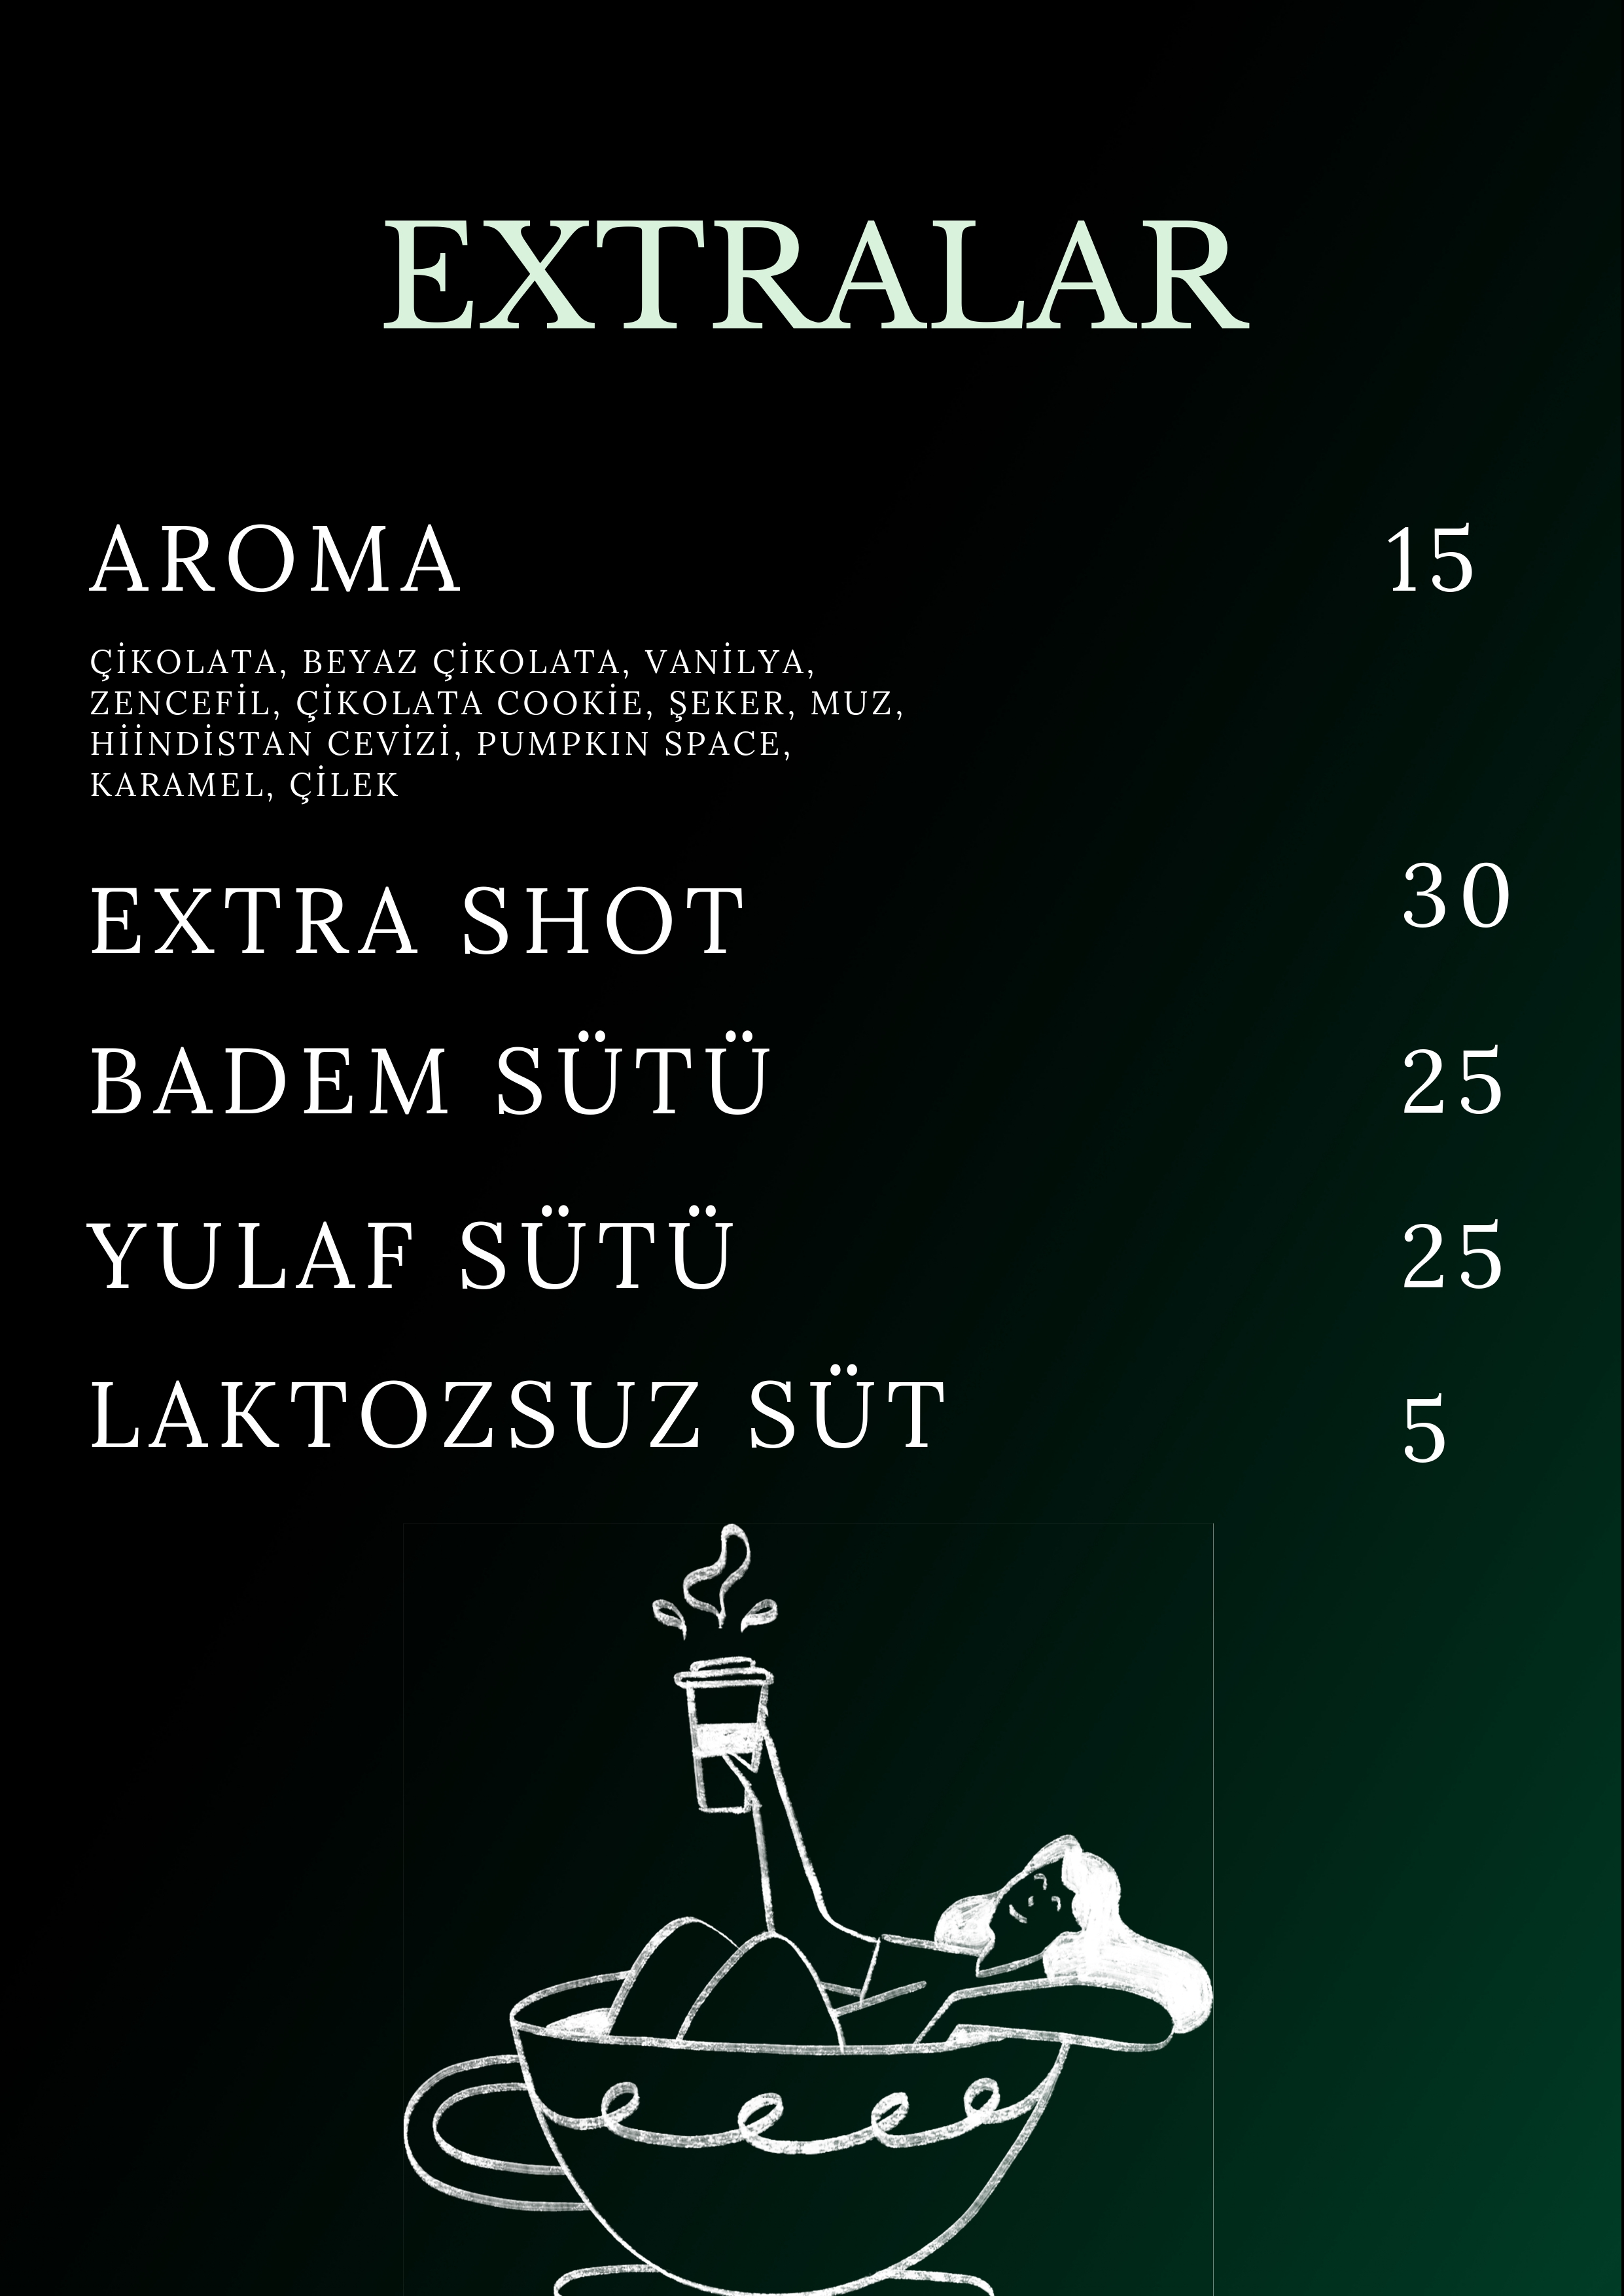 EXTRALAR
AROMA 15
ÇİKOLATA, BEYAZ ÇİKOLATA, VANİLYA,
ZENCEFİL, ÇİKOLATA COOKİE, ŞEKER, MUZ,
HİİNDİSTAN CEVİZİ, PUMPKIN SPACE,
KARAMEL, ÇİLEK
EXTRA SHOT 30
BADEM SÜTÜ 25
YULAF SÜTÜ 25
LAKTOZSUZ SÜT 5